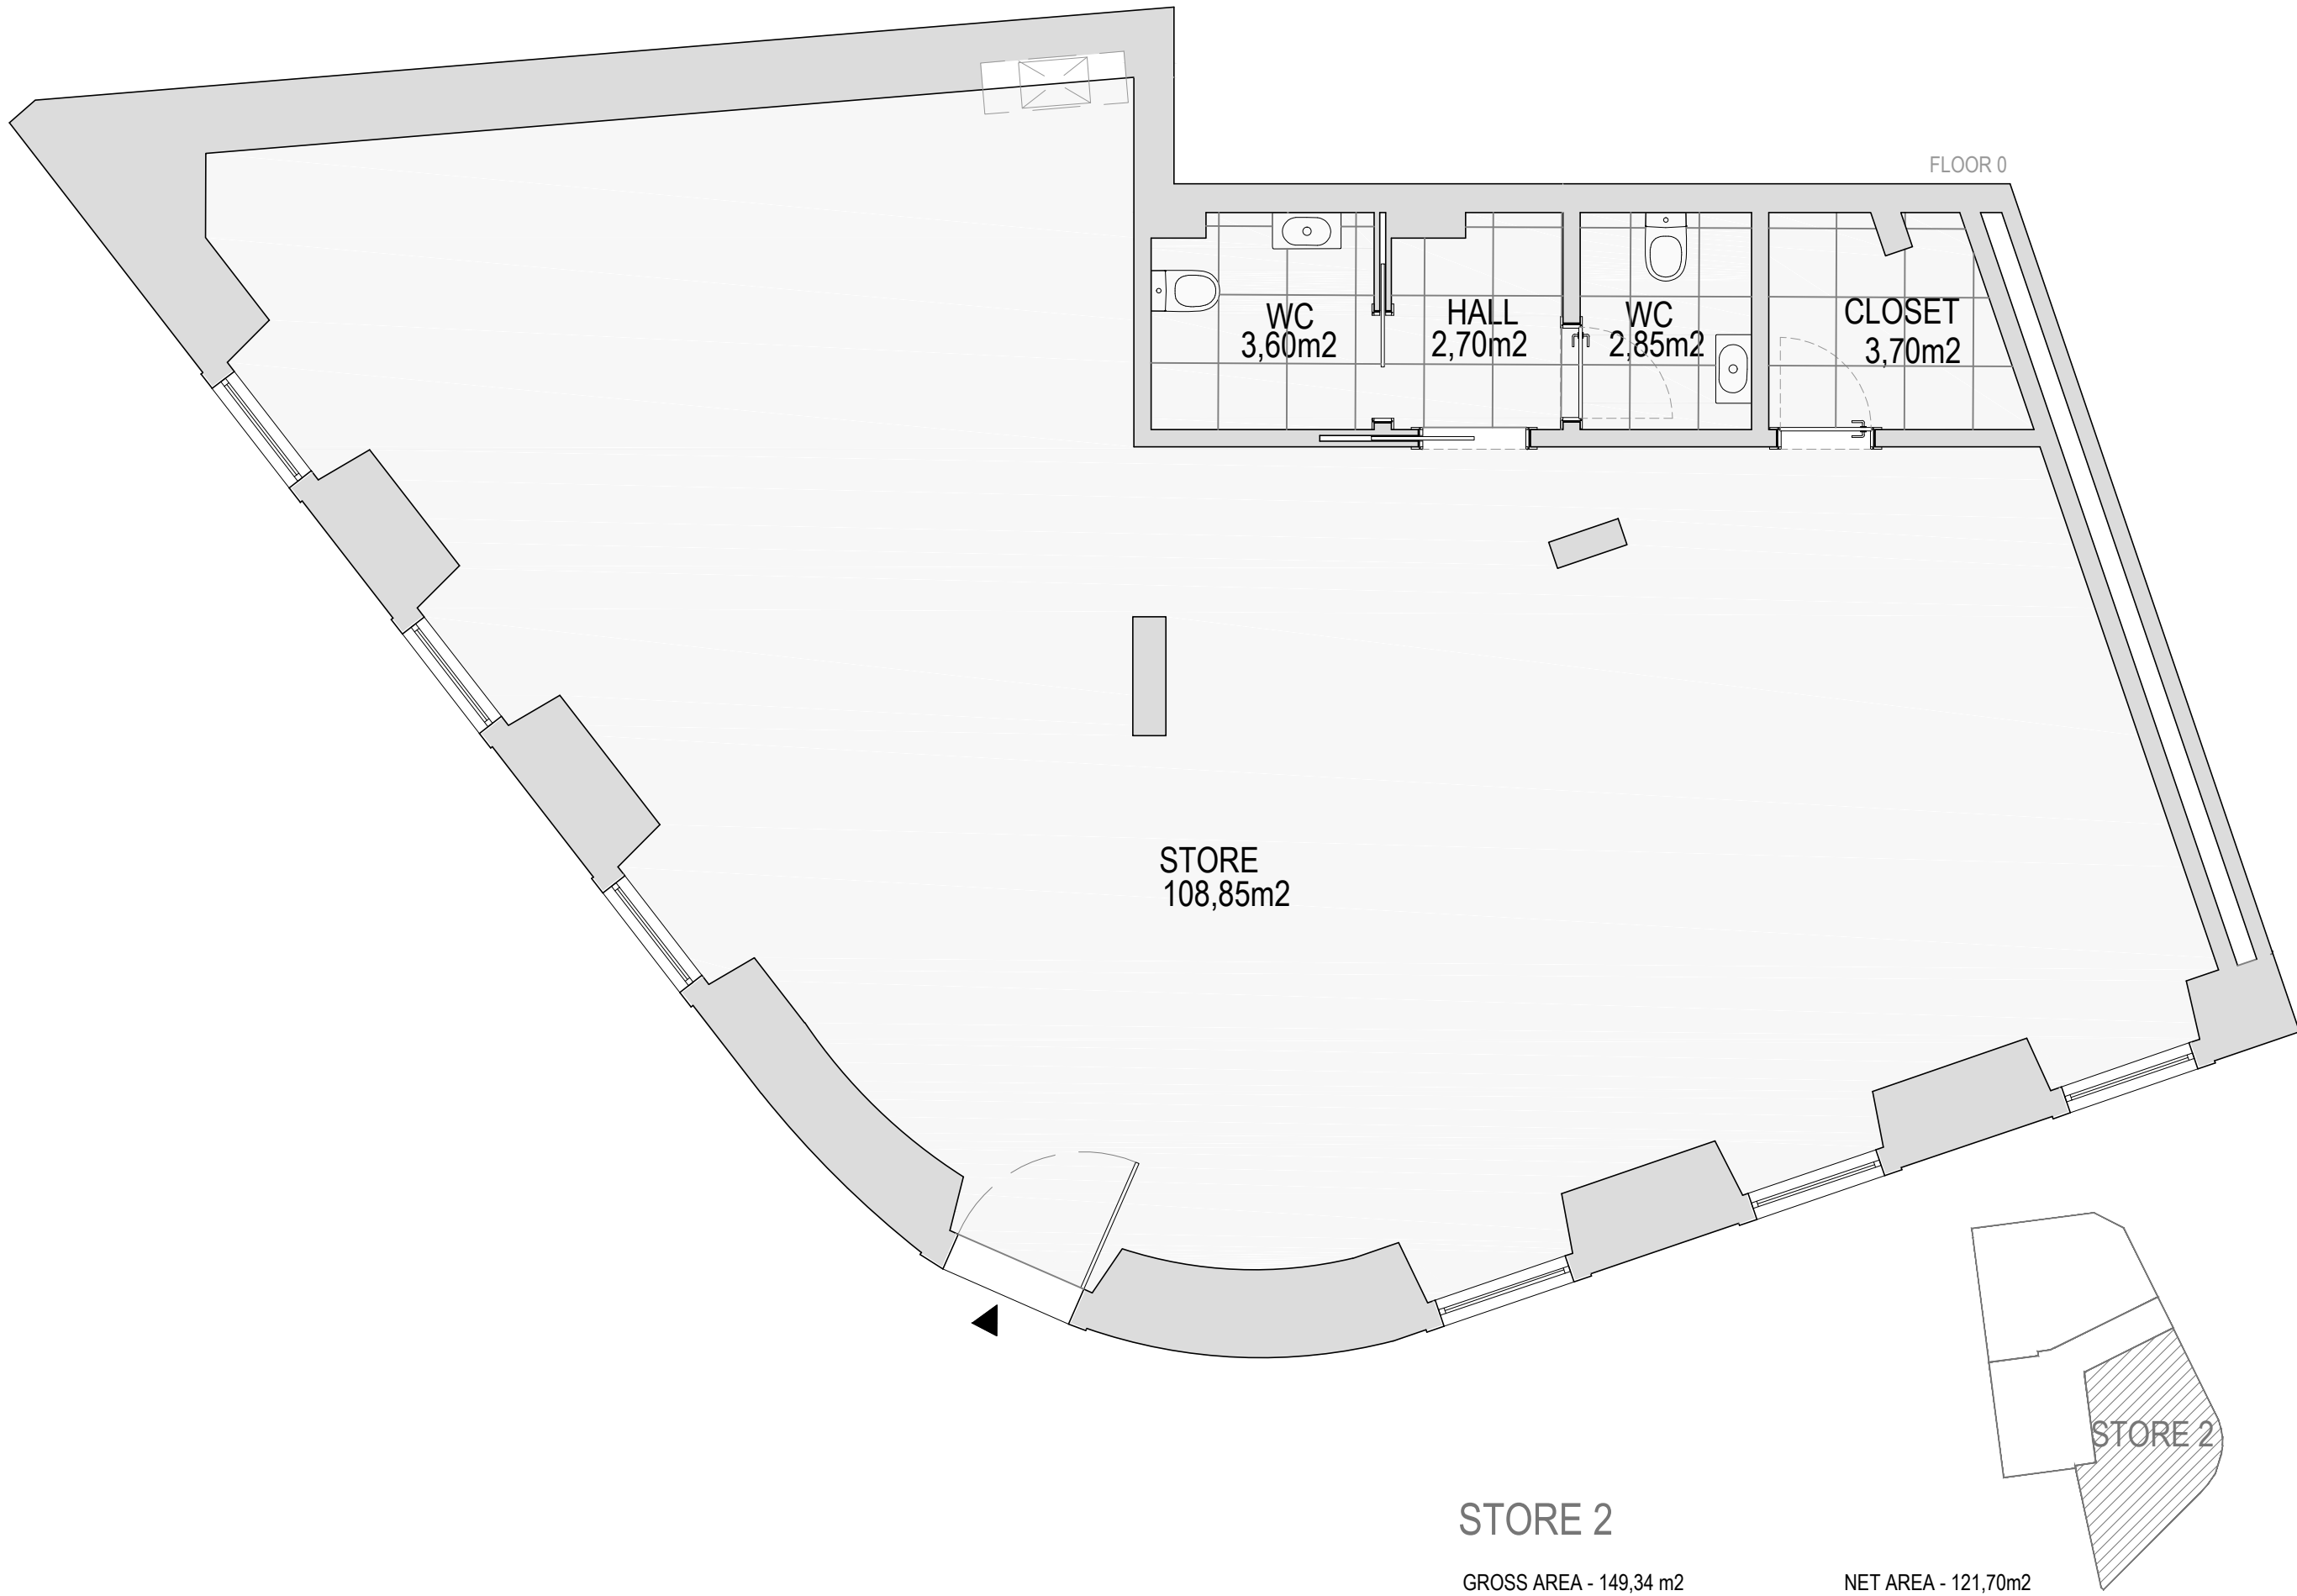 FLOOR 0
WC
3,60m2
HALL
2,70m2
WC
2,85m2
CLOSET
3,70m2
STORE
108,85m2
STORE 2
STORE 2
GROSS AREA - 149,34 m2
NET AREA - 121,70m2